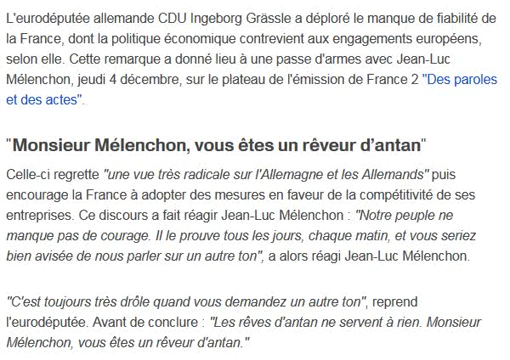 L'eurodéputée allemande CDU Ingeborg Grässle a déploré le manque de fiabilité de
la France, dont la politique économique contrevient aux engagements européens,
selon elle. Cette remarque a donné lieu à une passe d'armes avec Jean-Luc
Mélenchon, jeudi 4 décembre, sur le plateau de l'émission de France 2 "Des paroles
et des actes".
"Monsieur Mélenchon, vous êtes un rêveur d’antan"
Celle-ci regrette "une vue très radicale sur l'Allemagne et les Allemands" puis
encourage la France à adopter des mesures en faveur de la compétitivité de ses
entreprises. Ce discours a fait réagir Jean-Luc Mélenchon : "Notre peuple ne
manque pas de courage. Il le prouve tous les jours, chaque matin, et vous seriez
bien avisée de nous parler sur un autre ton", a alors réagi Jean-Luc Mélenchon.
"C'est toujours très drôle quand vous demandez un autre ton", reprend
l'eurodéputée. Avant de conclure : "Les rêves d'antan ne servent à rien. Monsieur
Mélenchon, vous êtes un rêveur d'antan."